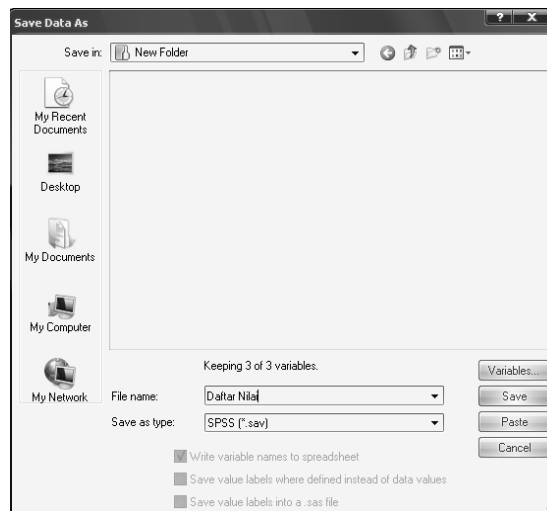 Save Data As
Save in: New Folder
My Recent
Documents
Desktop
My Documents
My Computer
My Network
Keeping 3 of 3 variables.
Variables...
File name: Daftar Nilai
Save
Save as type: SPSS (*.sav)
Paste
Cancel
Write variable names to spreadsheet
Save value labels where defined instead of data values
Save value labels into a .sas file